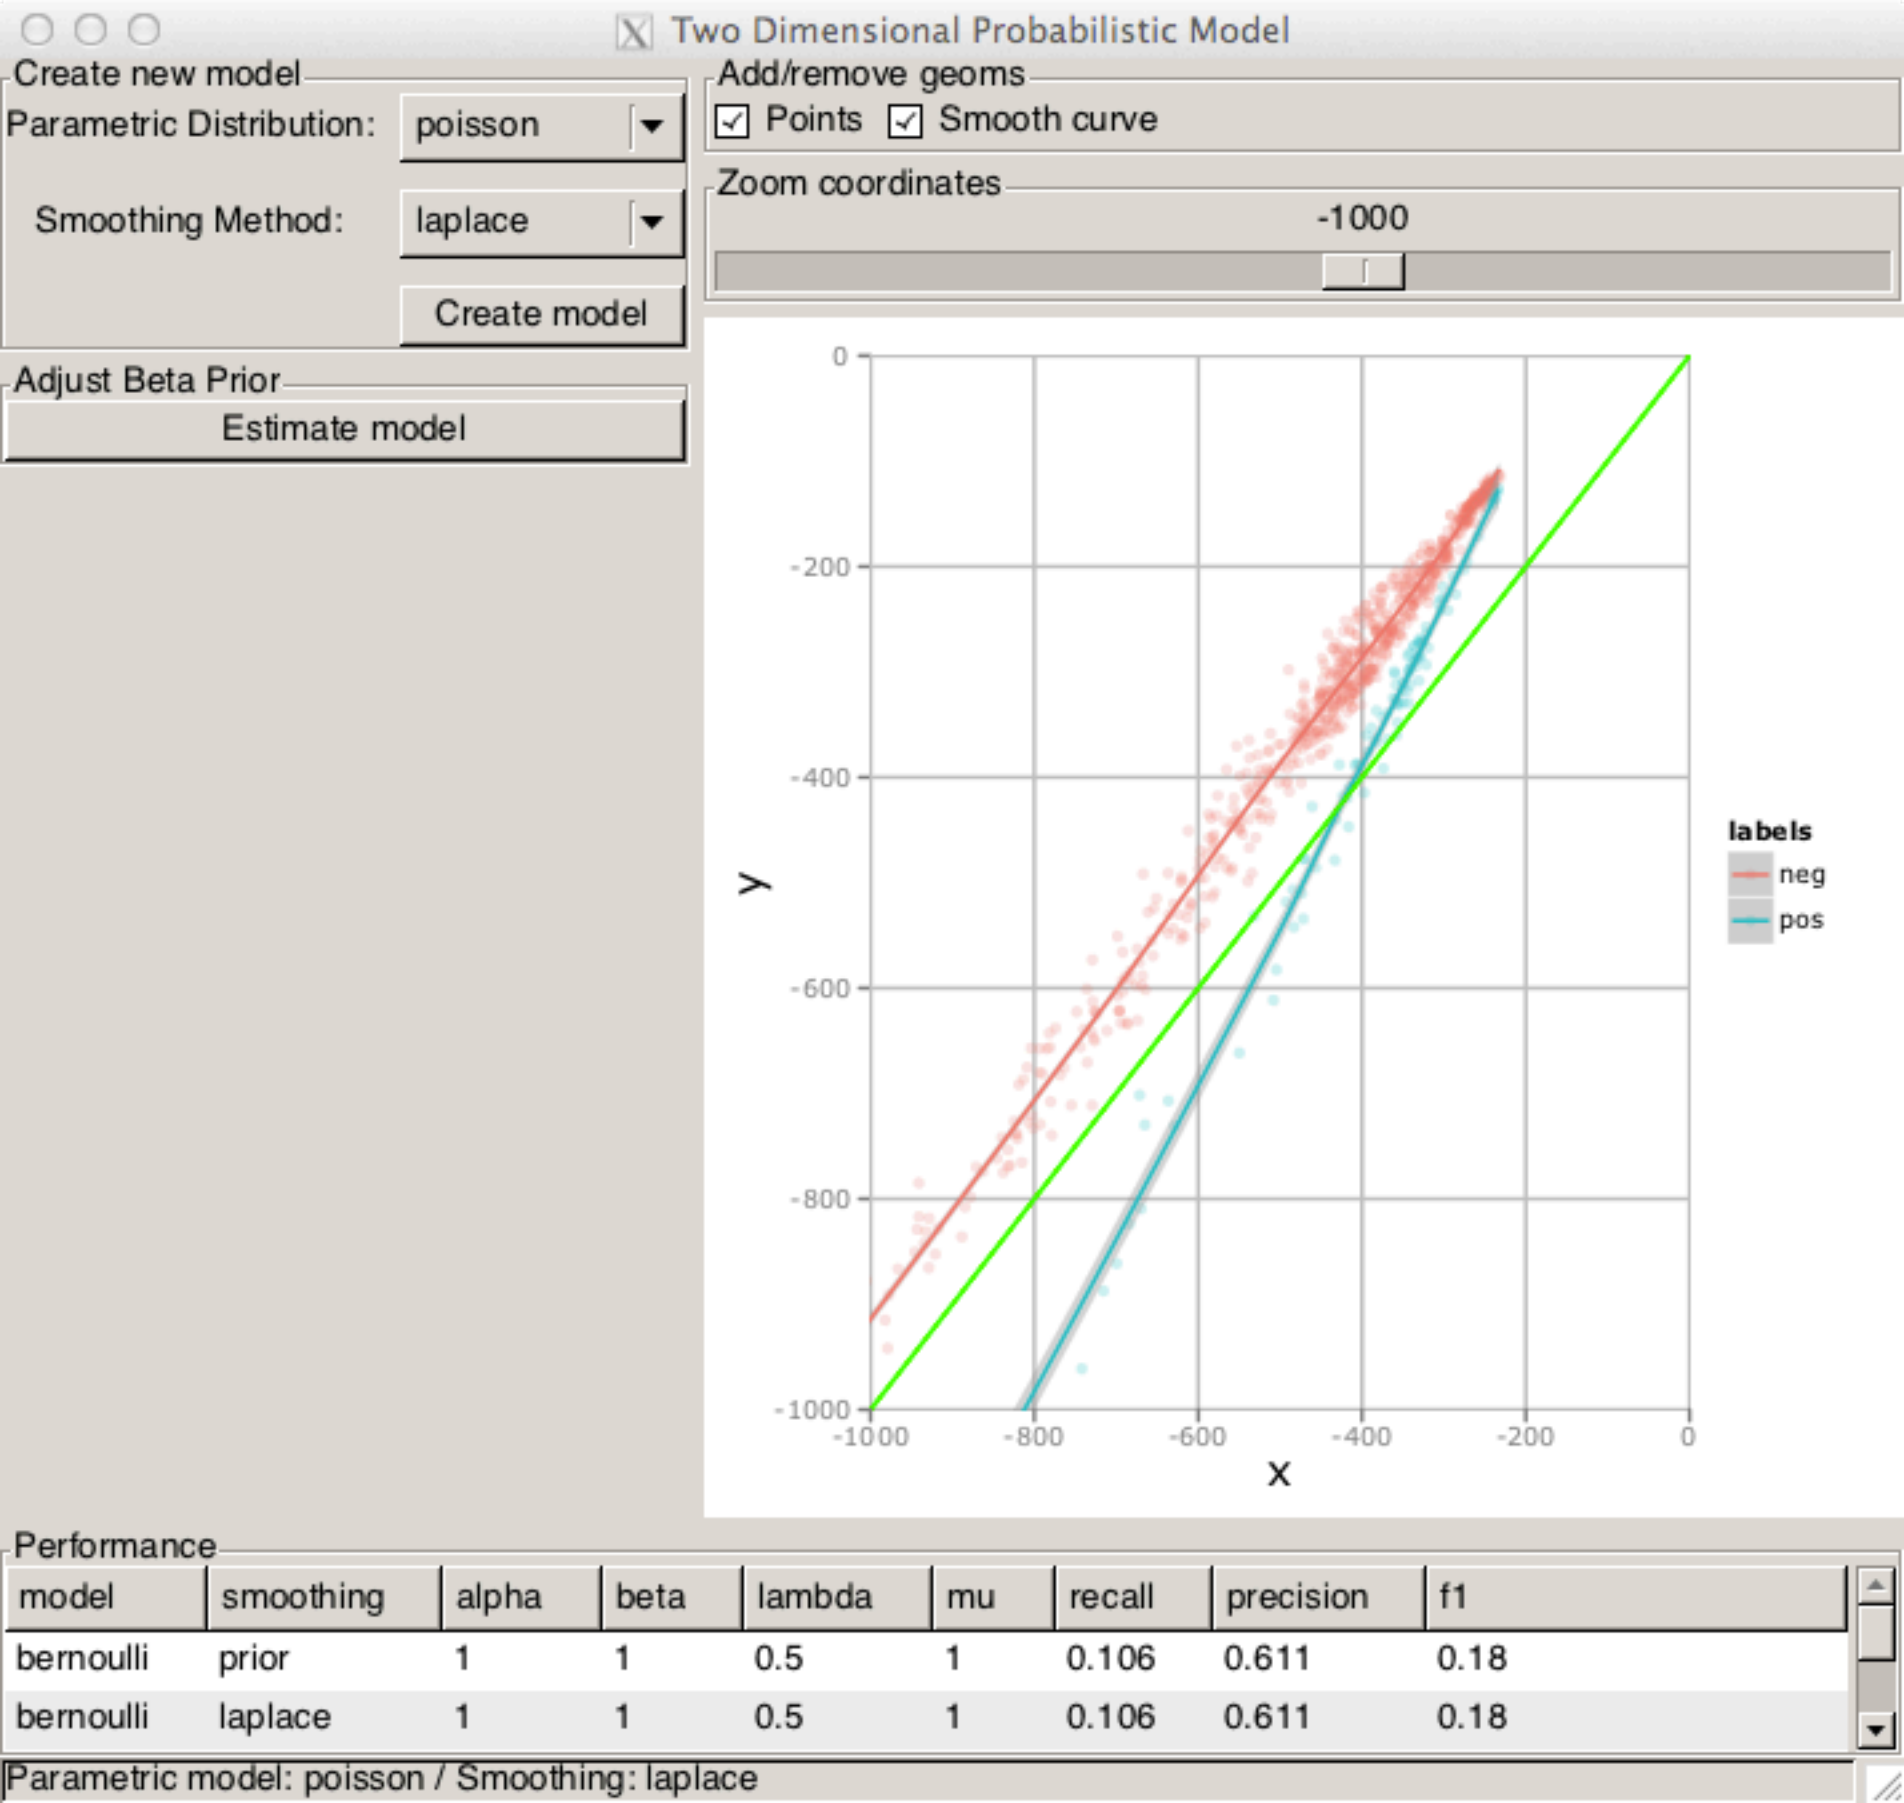 Two Dimensional Probabilistic Model
Create new model
Parametric Distribution: poisson
Smoothing Method: laplace
Create model
Adjust Beta Prior
Estimate model
Add/remove geoms
Points Smooth curve
Zoom coordinates
-1000
0
-200
-400
-600
-800
-1000
y
-1000 -800 -600 -400 -200 0
x
labels
neg
pos
Performance
model smoothing alpha beta lambda mu recall precision f1
bernoulli prior 1 1 0.5 1 0.106 0.611 0.18
bernoulli laplace 1 1 0.5 1 0.106 0.611 0.18
Parametric model: poisson / Smoothing: laplace